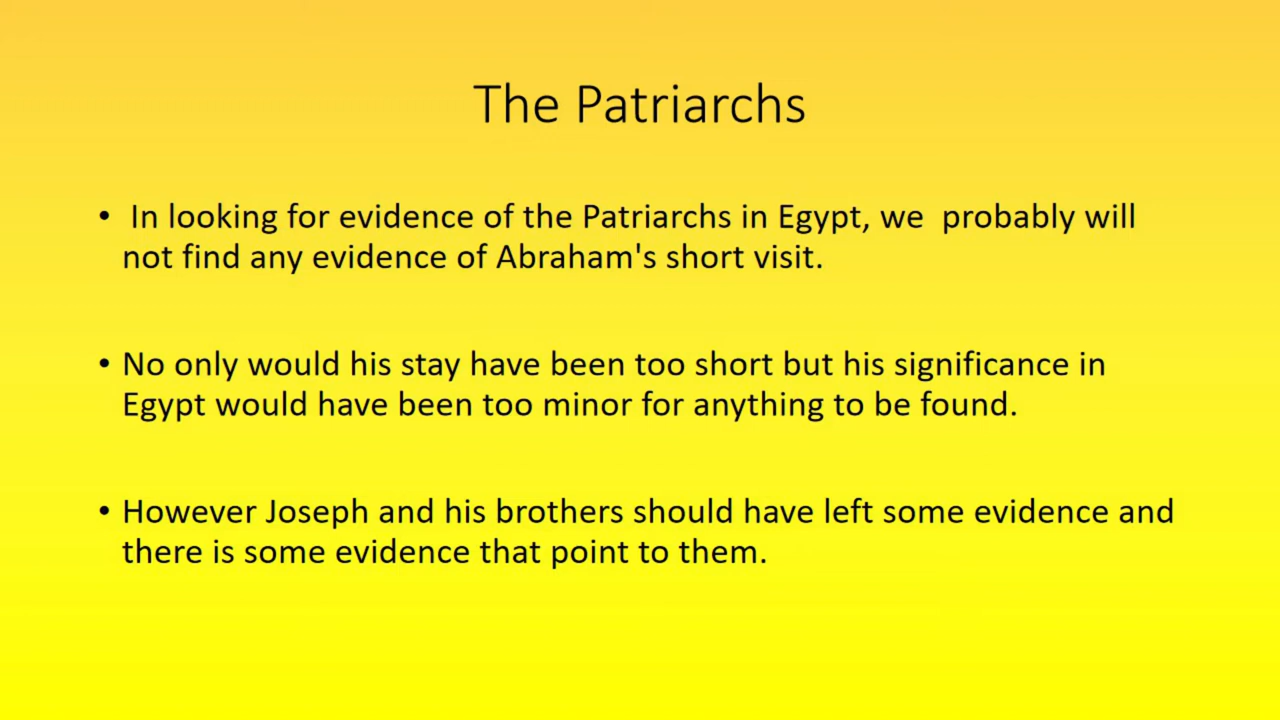 The Patriarchs
• In looking for evidence of the Patriarchs in Egypt, we  probably will
not find any evidence of Abraham's short visit.
• No only would his stay have been too short but his significance in
Egypt would have been too minor for anything to be found.
• However Joseph and his brothers should have left some evidence and
there is some evidence that point to them.